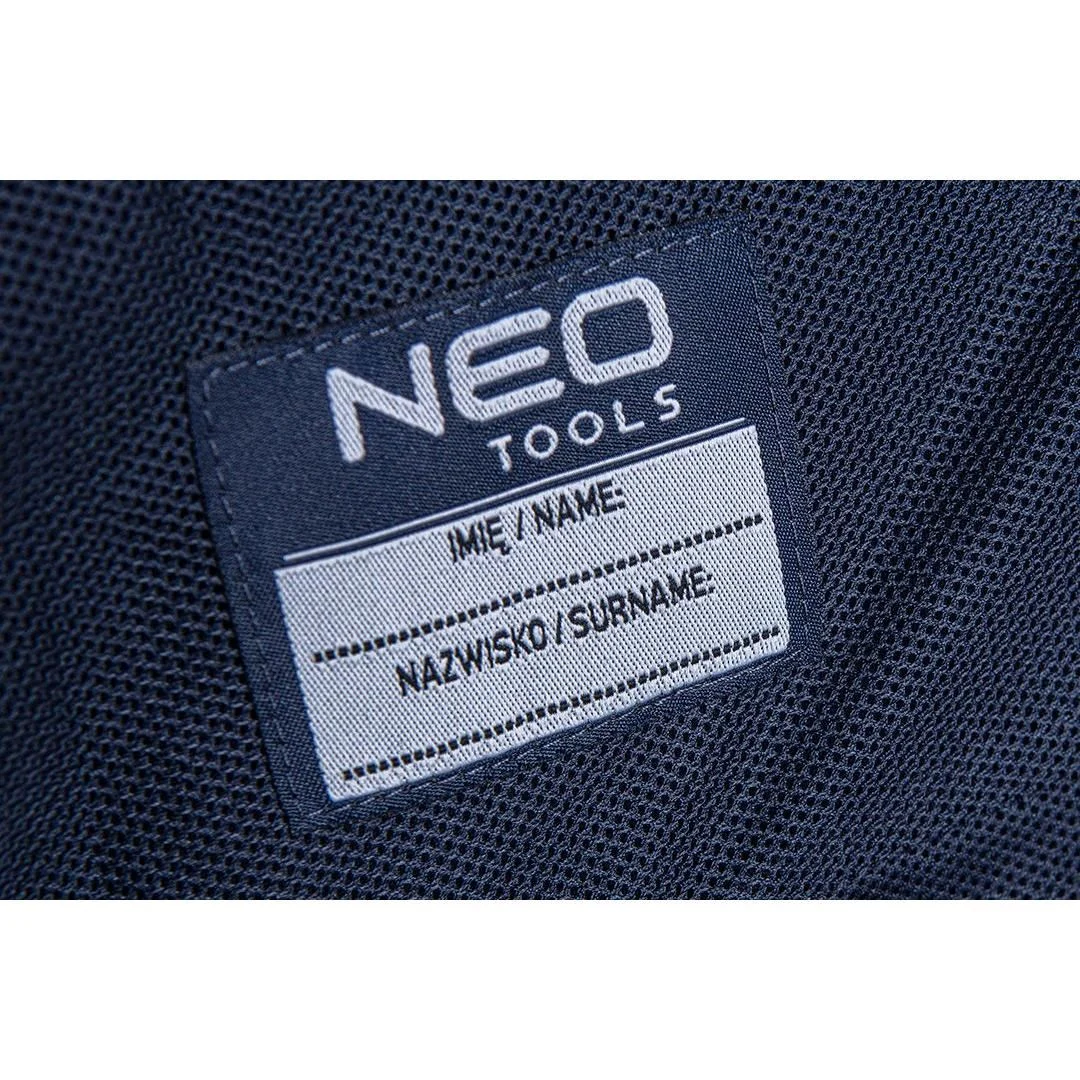 NEO
TOOLS
IMIĘ / NAME:
NAZWISKO / SURNAME: